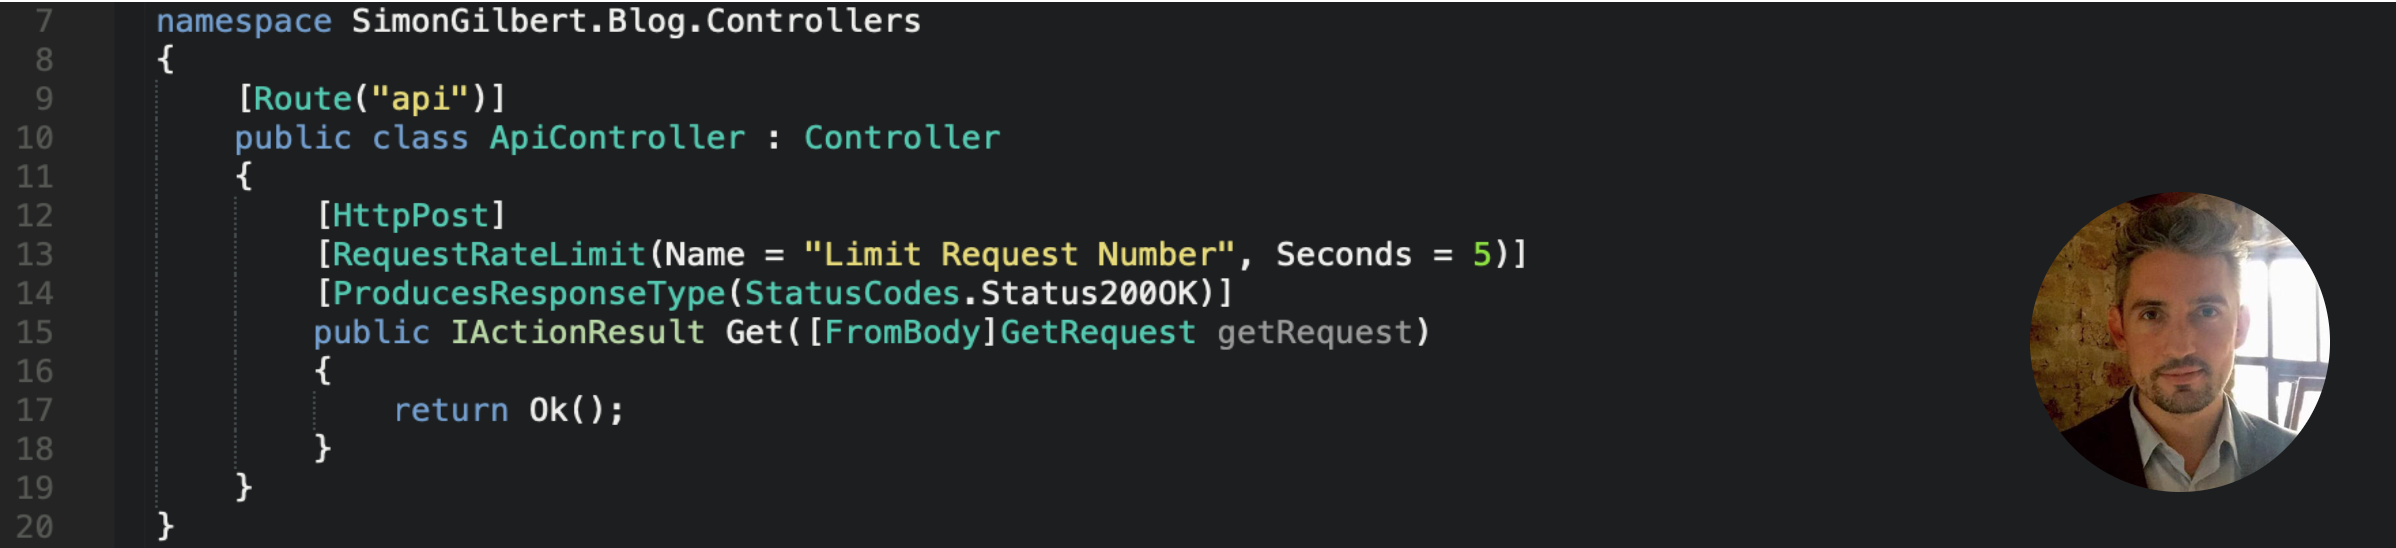 7 namespace SimonGilbert.Blog.Controllers
8 {
9 [Route("api")]
10 public class ApiController : Controller
11 {
12 [HttpPost]
13 [RequestRateLimit(Name = "Limit Request Number", Seconds = 5)]
14 [ProducesResponseType(StatusCodes.Status200OK)]
15 public IActionResult Get([FromBody]GetRequest getRequest)
16 {
17 return Ok();
18 }
19 }
20 }